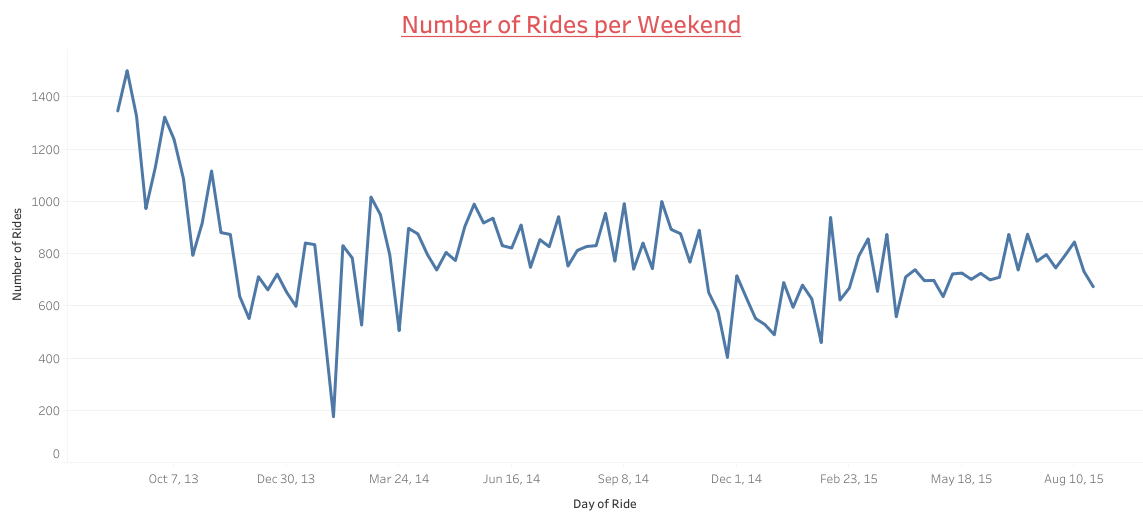 Number of Rides per Weekend
Number of Rides
1400
1200
1000
800
600
400
200
0
Oct 7, 13 Dec 30, 13 Mar 24, 14 Jun 16, 14 Sep 8, 14 Dec 1, 14 Feb 23, 15 May 18, 15 Aug 10, 15
Day of Ride